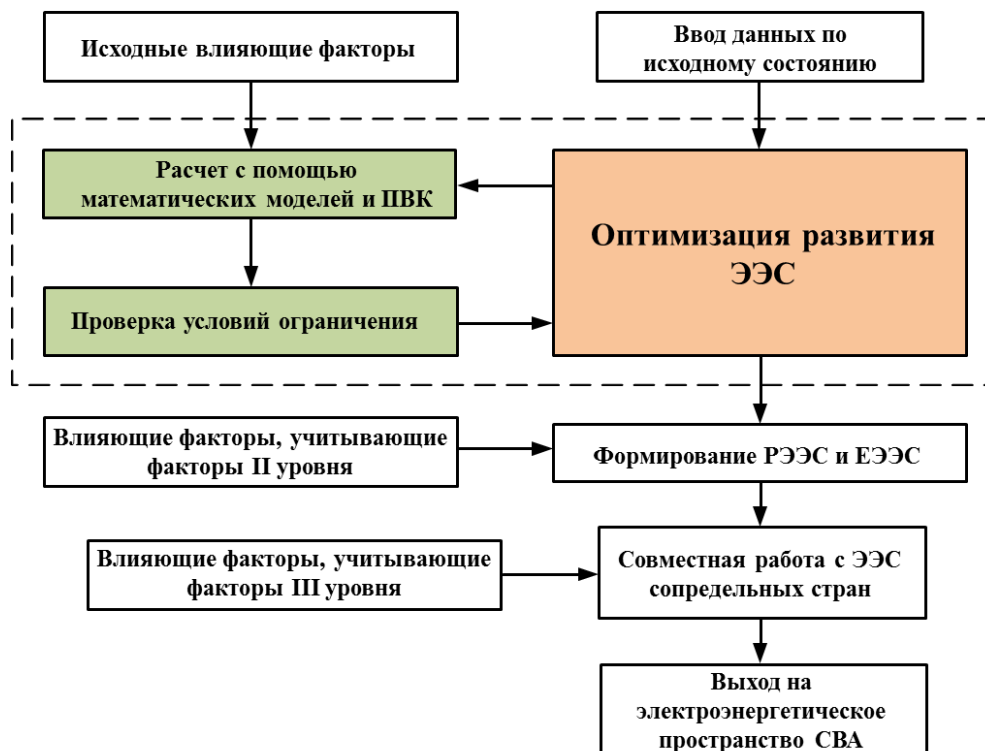 Исходные влияющие факторы
Ввод данных по
исходному состоянию
Расчет с помощью
математических моделей и ПВК
Оптимизация развития
ЭЭС
Проверка условий ограничения
Влияющие факторы, учитывающие
факторы II уровня
Формирование РЭЭС и ЕЭЭС
Влияющие факторы, учитывающие
факторы III уровня
Совместная работа с ЭЭС
сопредельных стран
Выход на
электроэнергетическое
пространство СВА